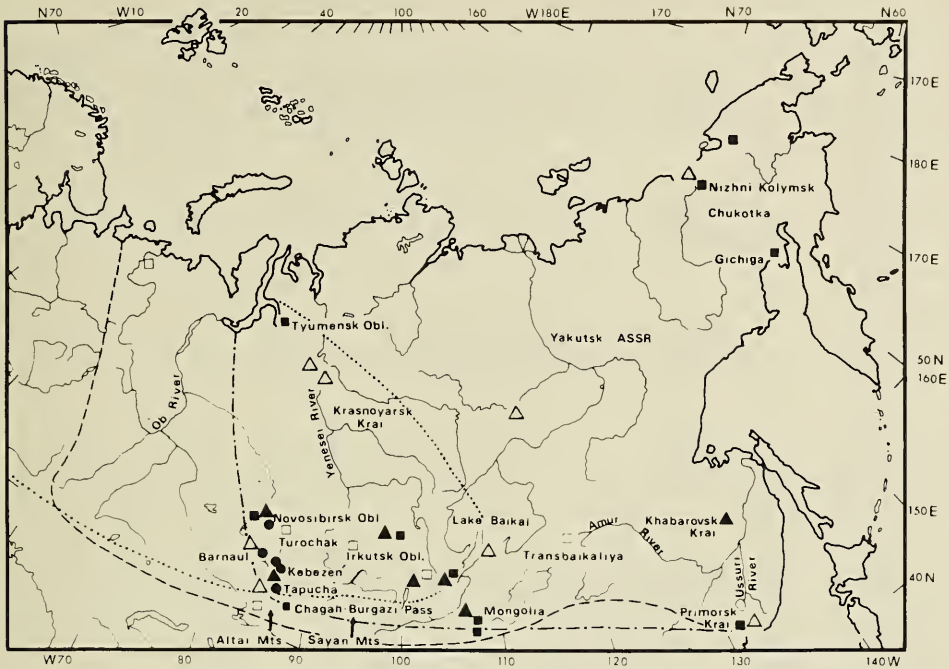 N70 W10 20 40 60 80 100 160 W180E 170 N70 N60
170E
180E
Nizhni Kolymsk
Chukotka
Gichiga
170E
Tyumensk Obl.
Yakutsk ASSR
50N
160E
Ob River
Yenesei River
Krasnoyarsk
Krai
150E
Novosibirsk Obl
Lake Baikal
Amur
River
Khabarovsk
Krai
Turochak
Barnaul
Irkutsk Obl.
Transbaikaliya
Kebezen
Ussuri
River
40N
Tapucha
Chagan-Burgazi Pass
Mongolia
Primorsk
Krai
Altai Mts
Sayan Mts
W70 80 90 100 110 120 130 140W